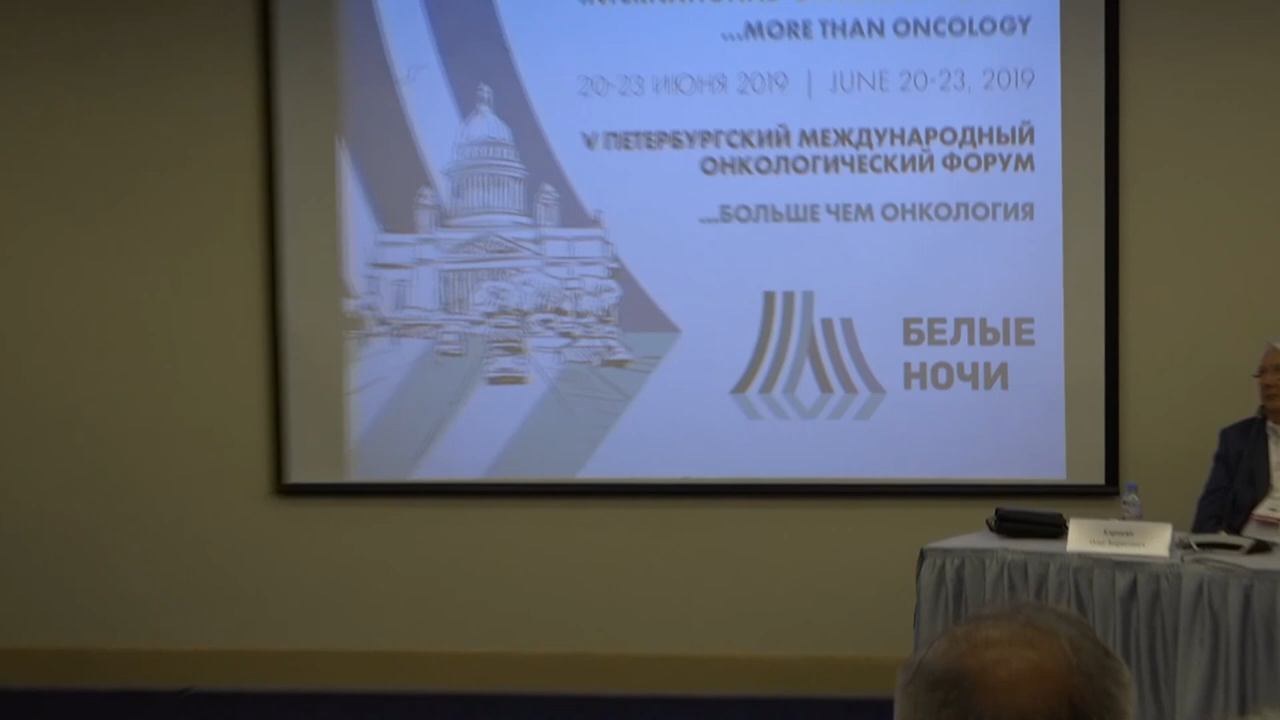 ...MORE THAN ONCOLOGY
20-23 ИЮНЯ 2019 | JUNE 20-23, 2019
V ПЕТЕРБУРГСКИЙ МЕЖДУНАРОДНЫЙ
ОНКОЛОГИЧЕСКИЙ ФОРУМ
...БОЛЬШЕ ЧЕМ ОНКОЛОГИЯ
БЕЛЫЕ
НОЧИ